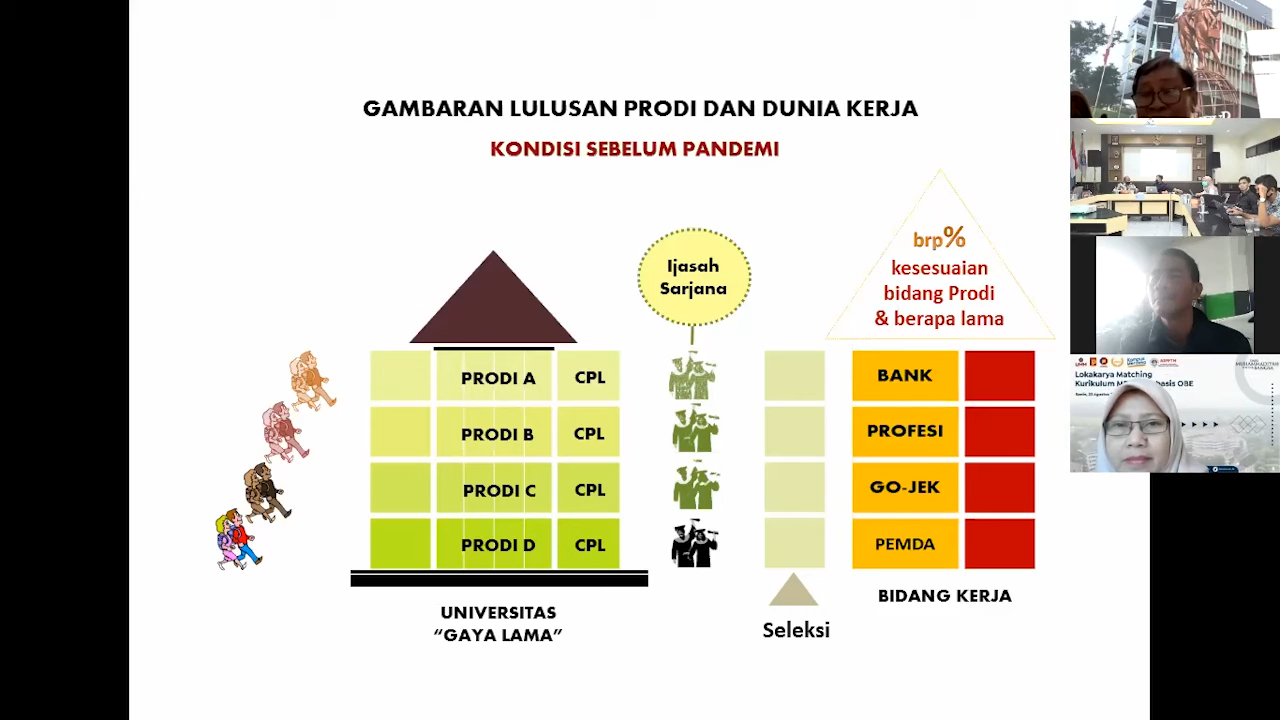 GAMBARAN LULUSAN PRODI DAN DUNIA KERJA
KONDISI SEBELUM PANDEMI
Ijasah
Sarjana
brp%
kesesuaian
bidang Prodi
& berapa lama
PRODI A
CPL
BANK
PRODI B
CPL
PROFESI
PRODI C
CPL
GO-JEK
PRODI D
CPL
PEMDA
UNIVERSITAS
“GAYA LAMA”
Seleksi
BIDANG KERJA
Lokakarya Matching
Kurikulum
OBE